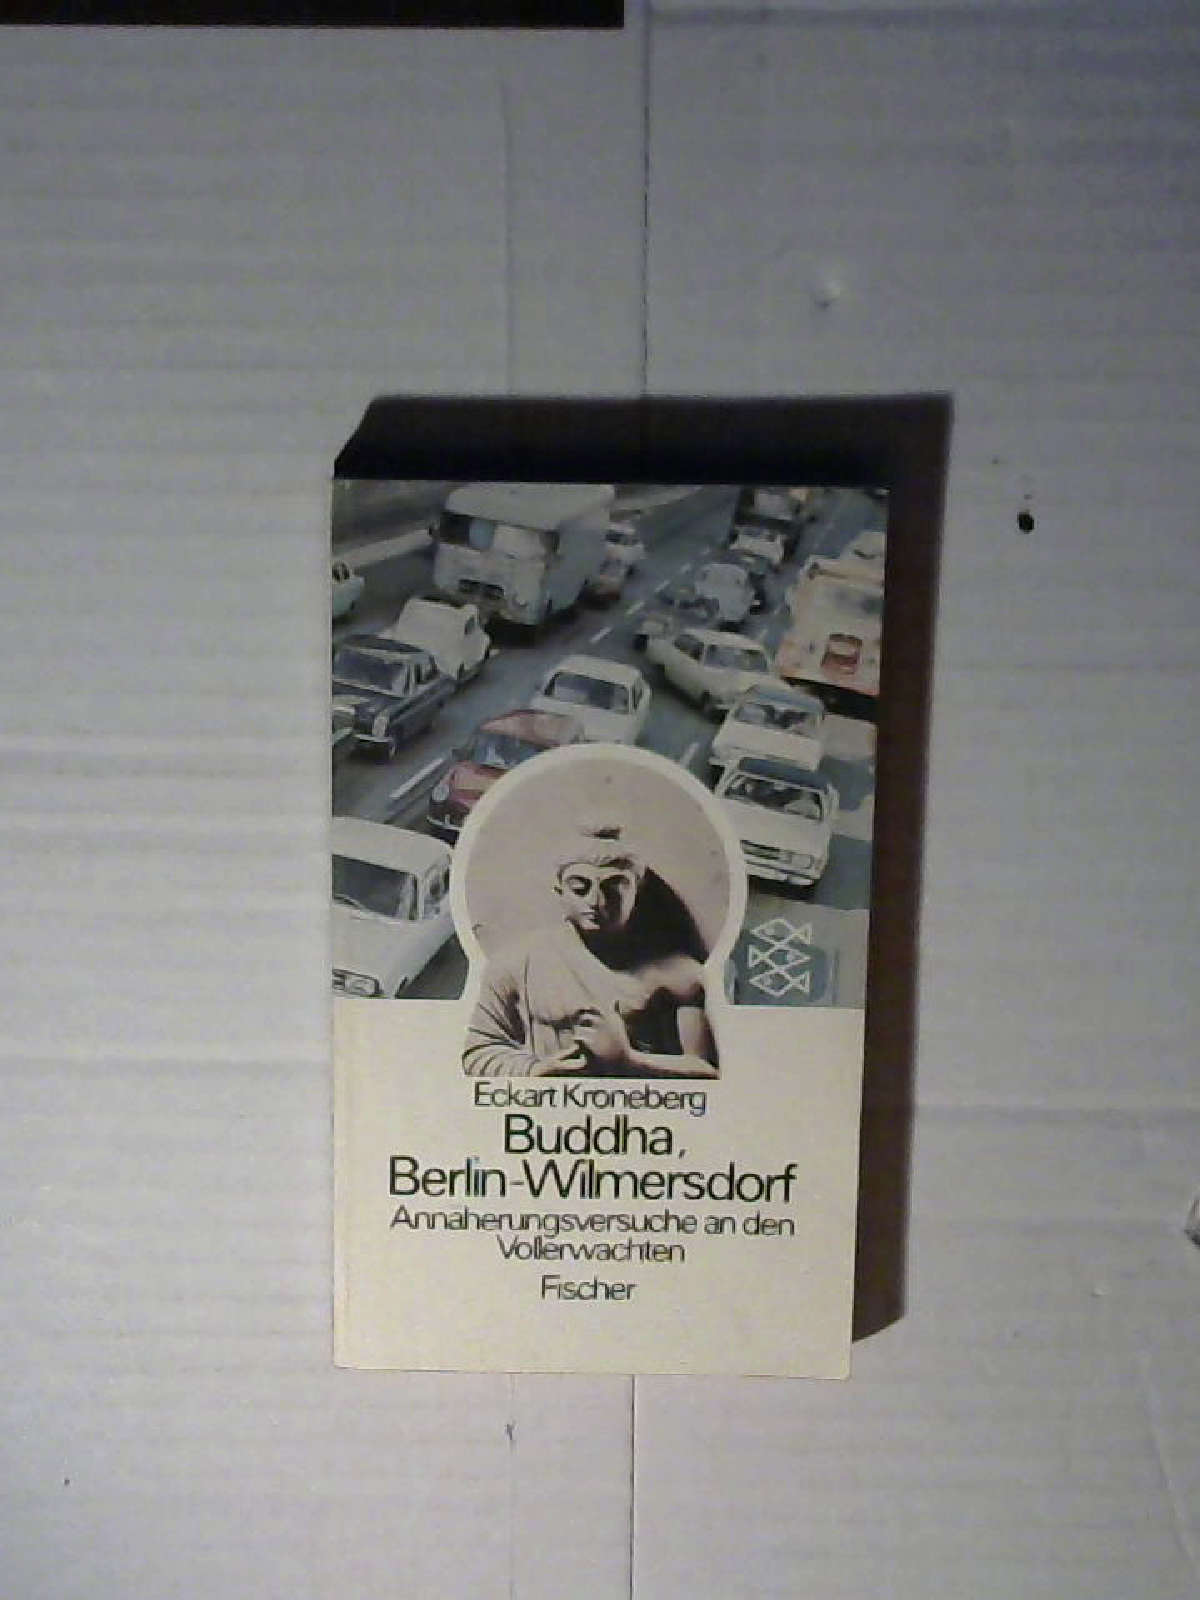 Eckart Kroneberg
Buddha,
Berlin-Wilmersdorf
Annäherungsversuche an den
Vollerwachten
Fischer